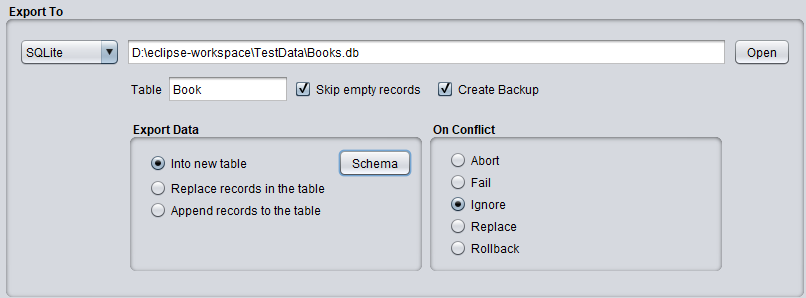 Export To
SQLite D:\eclipse-workspace\TestData\Books.db Open
Table Book Skip empty records Create Backup
Export Data
Into new table Schema
Replace records in the table
Append records to the table
On Conflict
Abort
Fail
Ignore
Replace
Rollback